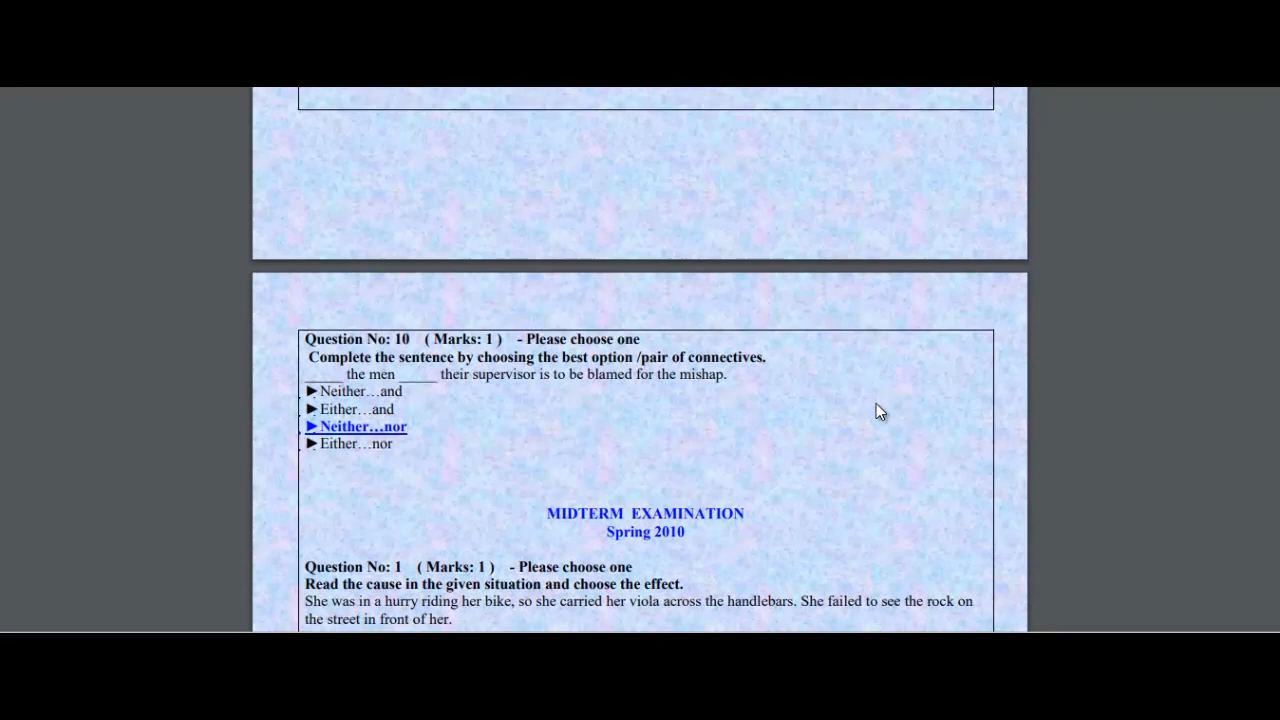 Question No: 10 ( Marks: 1 ) - Please choose one
Complete the sentence by choosing the best option /pair of connectives.
_____ the men _____ their supervisor is to be blamed for the mishap.
►Neither…and
►Either…and
►Neither…nor
►Either…nor
MIDTERM EXAMINATION
Spring 2010
Question No: 1 ( Marks: 1 ) - Please choose one
Read the cause in the given situation and choose the effect.
She was in a hurry riding her bike, so she carried her viola across the handlebars. She failed to see the rock on
the street in front of her.